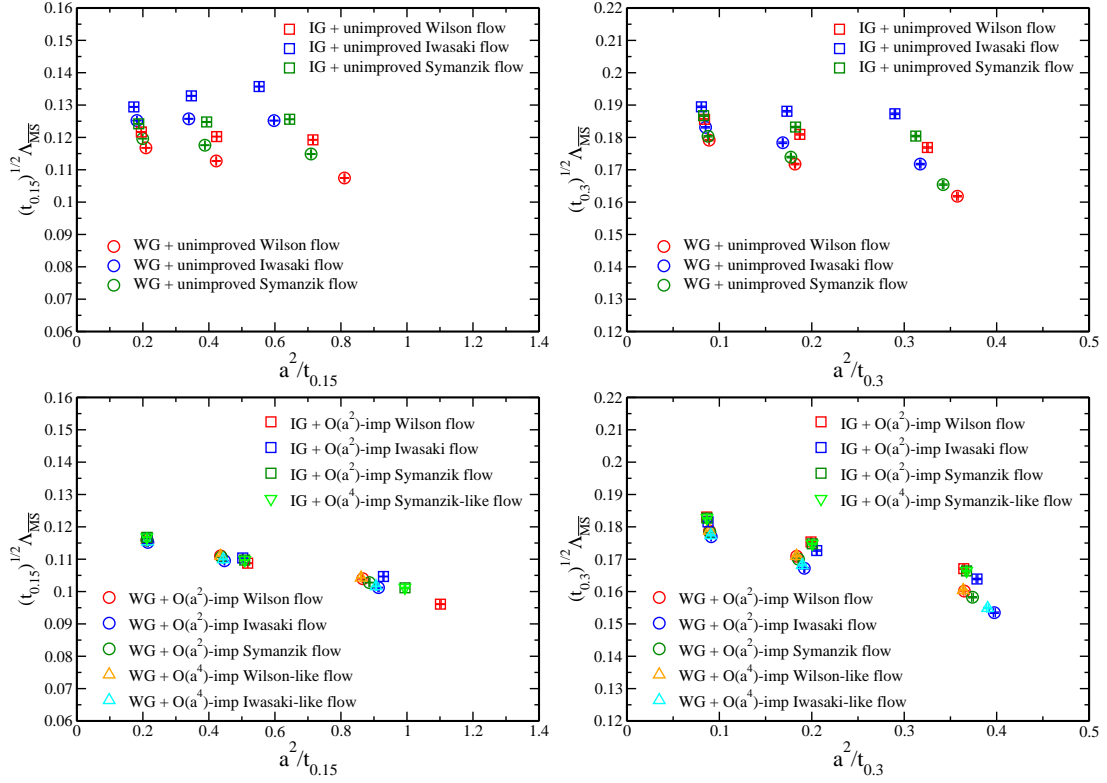 0.16
0.15
0.14
0.13
0.12
0.11
0.1
0.09
0.08
0.07
0.06
(t0.15)^1/2 Λ_MS
IG + unimproved Wilson flow
IG + unimproved Iwasaki flow
IG + unimproved Symanzik flow
WG + unimproved Wilson flow
WG + unimproved Iwasaki flow
WG + unimproved Symanzik flow
0 0.2 0.4 0.6 0.8 1 1.2 1.4
a²/t0.15
0.22
0.21
0.2
0.19
0.18
0.17
0.16
0.15
0.14
0.13
0.12
(t0.3)^1/2 Λ_MS
IG + unimproved Wilson flow
IG + unimproved Iwasaki flow
IG + unimproved Symanzik flow
WG + unimproved Wilson flow
WG + unimproved Iwasaki flow
WG + unimproved Symanzik flow
0 0.1 0.2 0.3 0.4 0.5
a²/t0.3
0.16
0.15
0.14
0.13
0.12
0.11
0.1
0.09
0.08
0.07
0.06
(t0.15)^1/2 Λ_MS
IG + O(a²)-imp Wilson flow
IG + O(a²)-imp Iwasaki flow
IG + O(a²)-imp Symanzik flow
IG + O(a⁴)-imp Symanzik-like flow
WG + O(a²)-imp Wilson flow
WG + O(a²)-imp Iwasaki flow
WG + O(a²)-imp Symanzik flow
WG + O(a⁴)-imp Wilson-like flow
WG + O(a⁴)-imp Iwasaki-like flow
0 0.2 0.4 0.6 0.8 1 1.2 1.4
a²/t0.15
0.22
0.21
0.2
0.19
0.18
0.17
0.16
0.15
0.14
0.13
0.12
(t0.3)^1/2 Λ_MS
IG + O(a²)-imp Wilson flow
IG + O(a²)-imp Iwasaki flow
IG + O(a²)-imp Symanzik flow
IG + O(a⁴)-imp Symanzik-like flow
WG + O(a²)-imp Wilson flow
WG + O(a²)-imp Iwasaki flow
WG + O(a²)-imp Symanzik flow
WG + O(a⁴)-imp Wilson-like flow
WG + O(a⁴)-imp Iwasaki-like flow
0 0.1 0.2 0.3 0.4 0.5
a²/t0.3